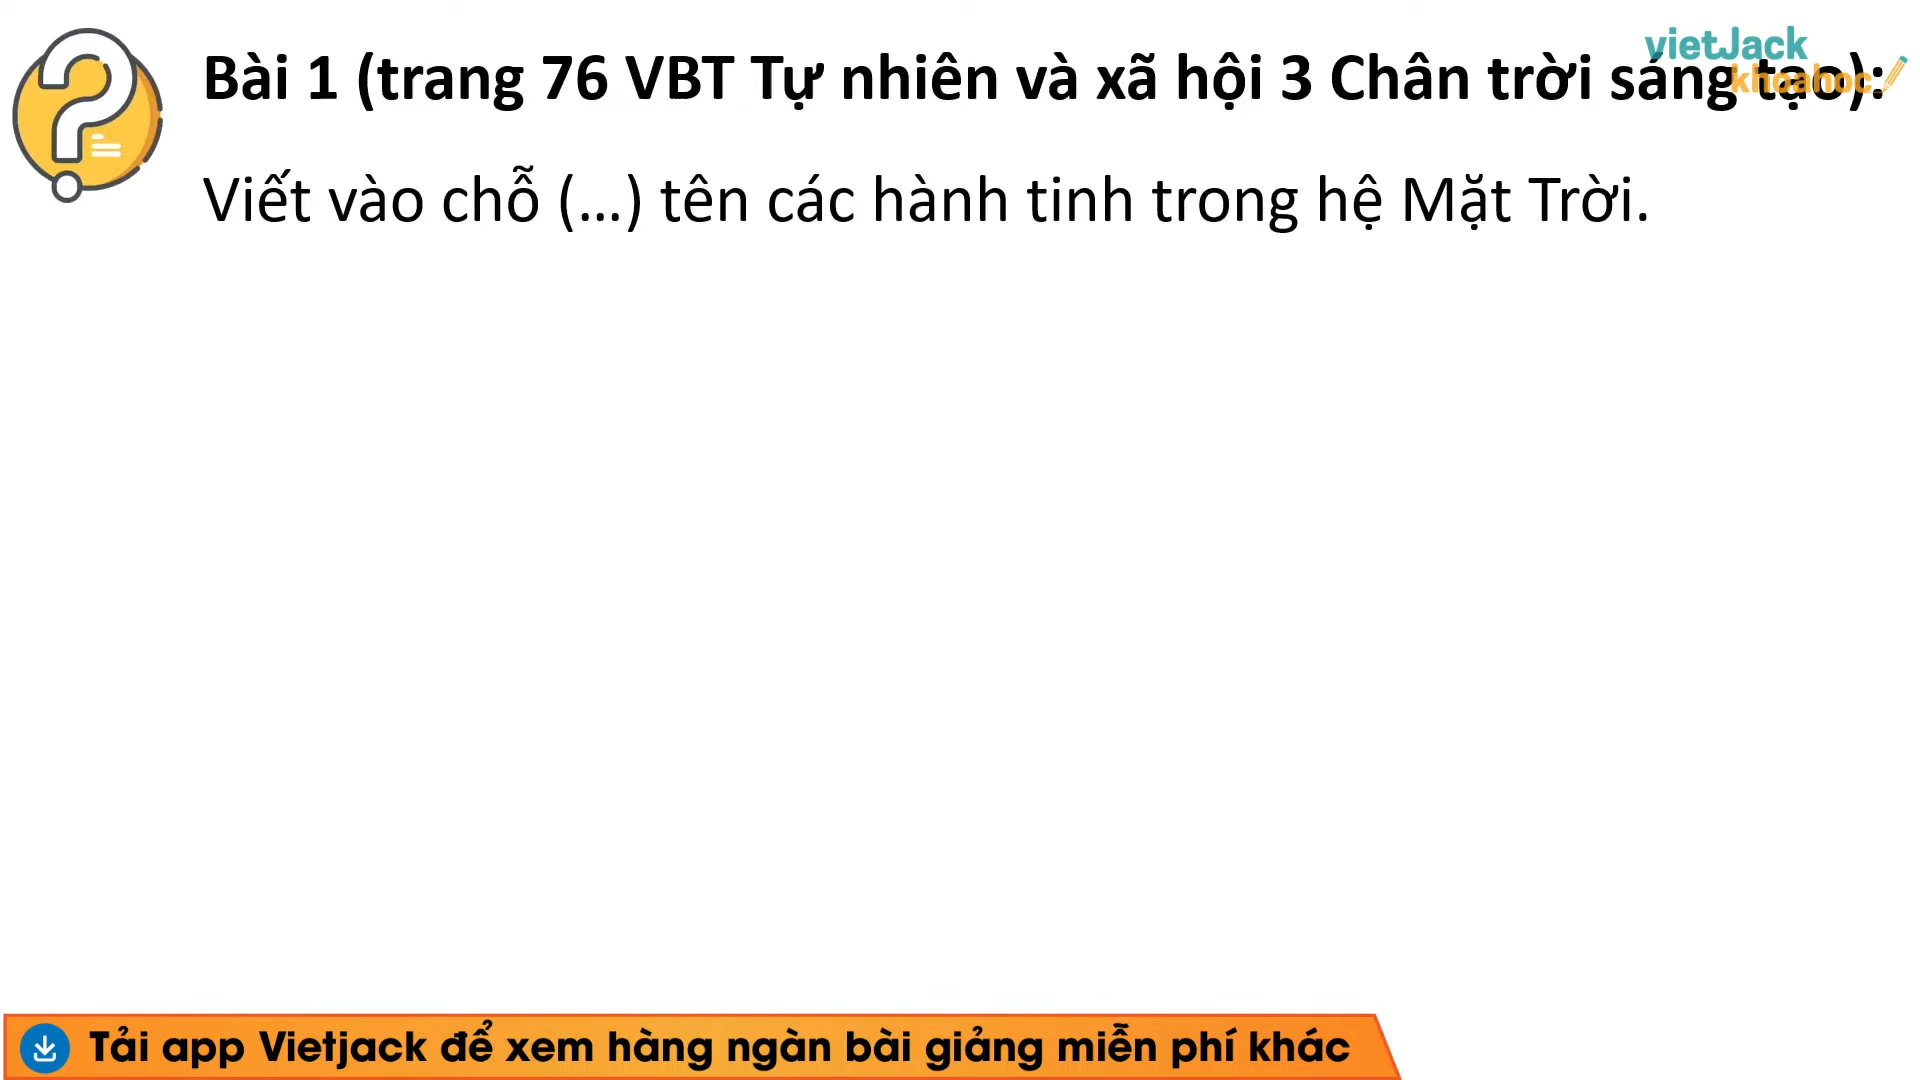 vietJack
khoahoc
Bài 1 (trang 76 VBT Tự nhiên và xã hội 3 Chân trời sáng tạo):
Viết vào chỗ (...) tên các hành tinh trong hệ Mặt Trời.
Tải app Vietjack để xem hàng ngàn bài giảng miễn phí khác